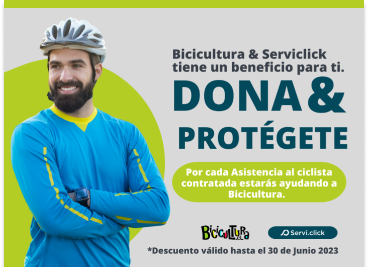 Bicicultura & Serviclick
tiene un beneficio para ti.
DONA &
PROTÉGETE
Por cada Asistencia al ciclista
contratada estarás ayudando a
Bicicultura.
BiCiCULTURa
Servi.click
*Descuento válido hasta el 30 de Junio 2023